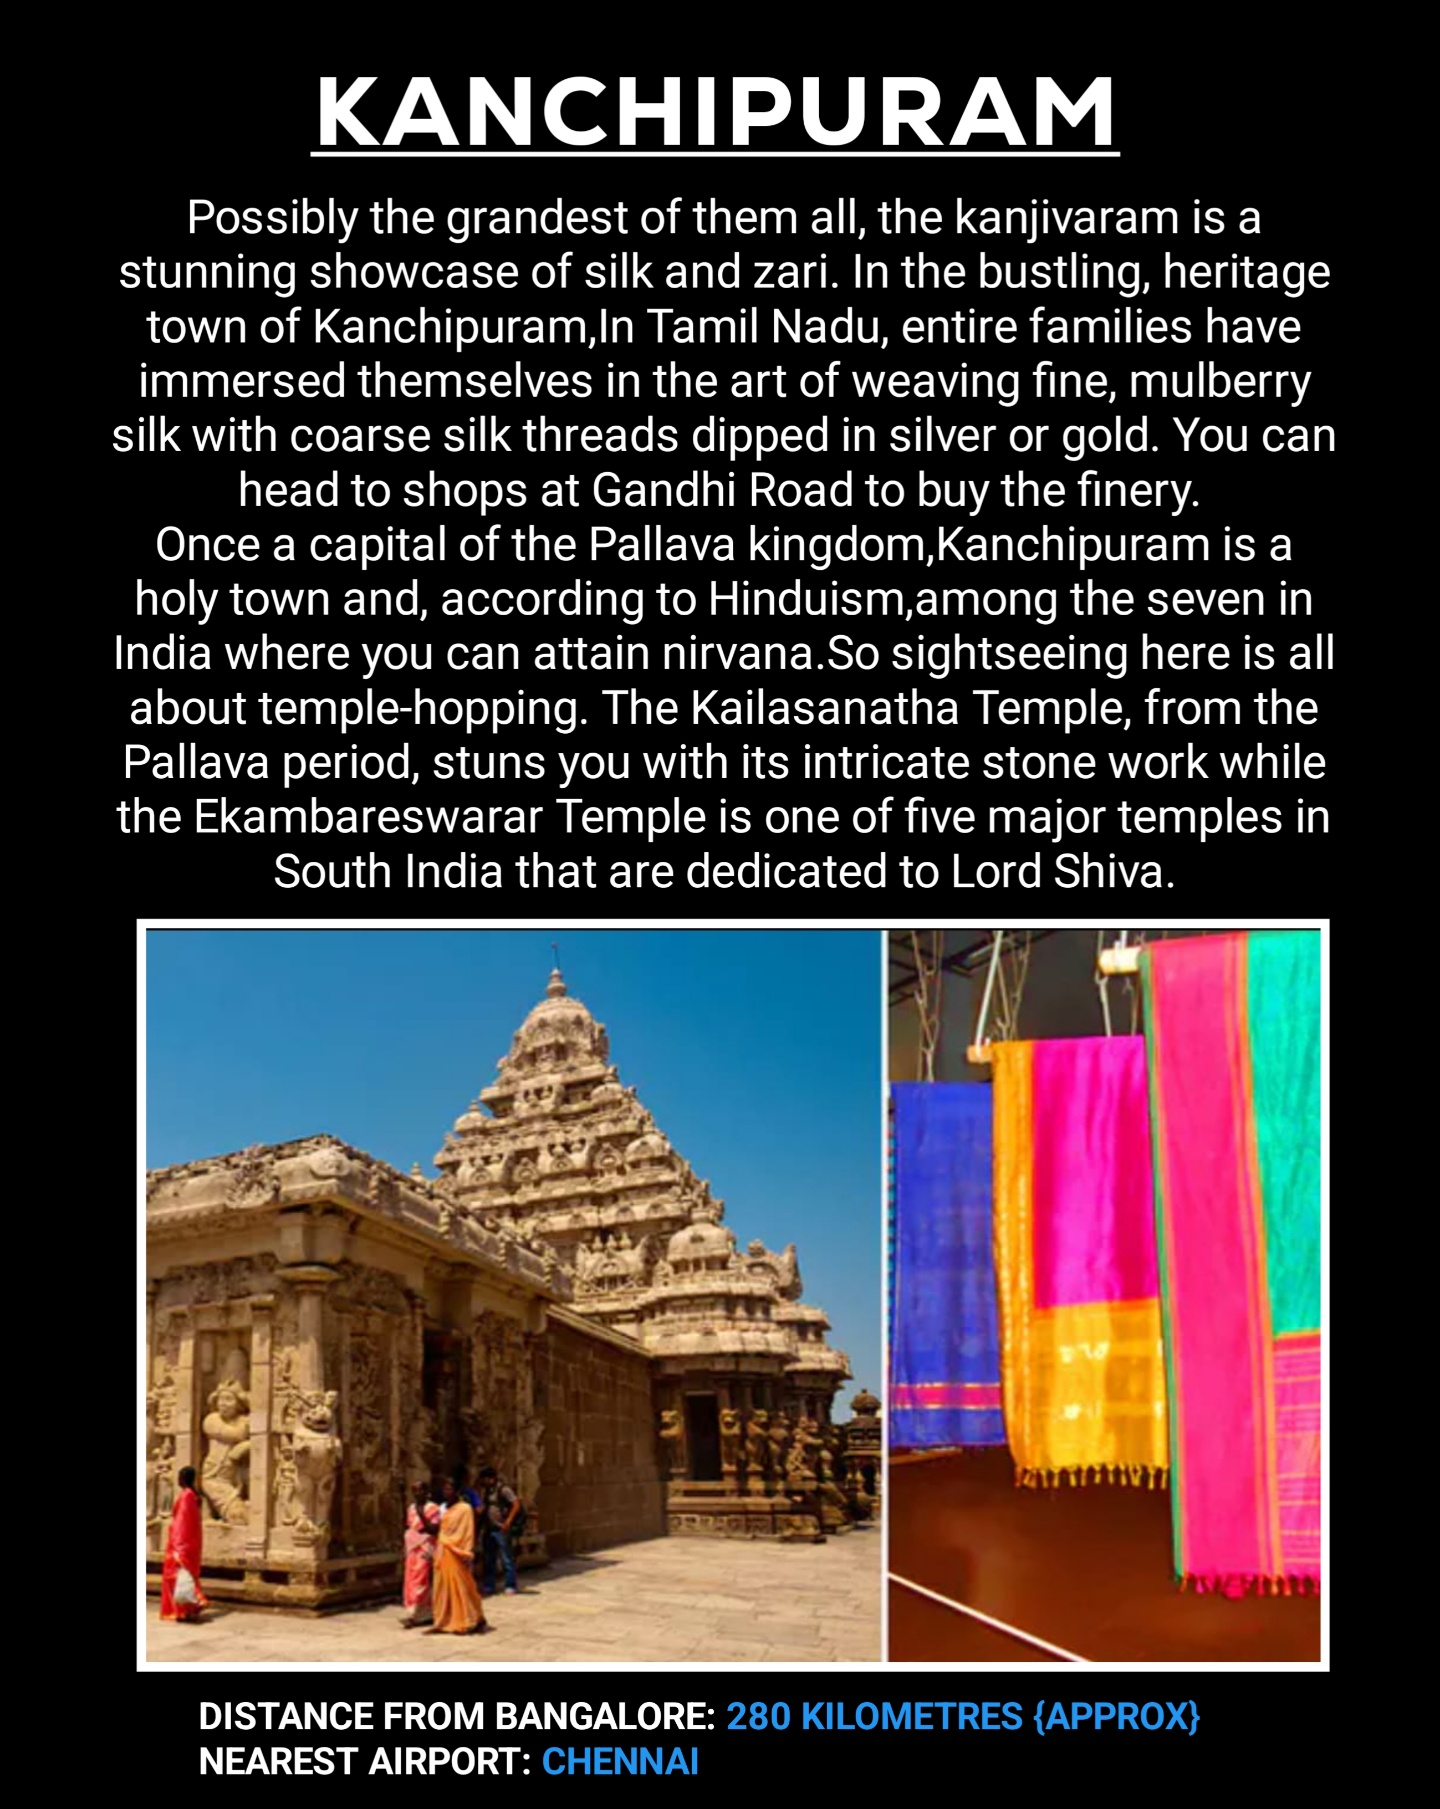 KANCHIPURAM
Possibly the grandest of them all, the kanjivaram is a
stunning showcase of silk and zari. In the bustling, heritage
town of Kanchipuram,In Tamil Nadu, entire families have
immersed themselves in the art of weaving fine, mulberry
silk with coarse silk threads dipped in silver or gold. You can
head to shops at Gandhi Road to buy the finery.
Once a capital of the Pallava kingdom,Kanchipuram is a
holy town and, according to Hinduism,among the seven in
India where you can attain nirvana.So sightseeing here is all
about temple-hopping. The Kailasanatha Temple, from the
Pallava period, stuns you with its intricate stone work while
the Ekambareswarar Temple is one of five major temples in
South India that are dedicated to Lord Shiva.
DISTANCE FROM BANGALORE: 280 KILOMETRES {APPROX}
NEAREST AIRPORT: CHENNAI